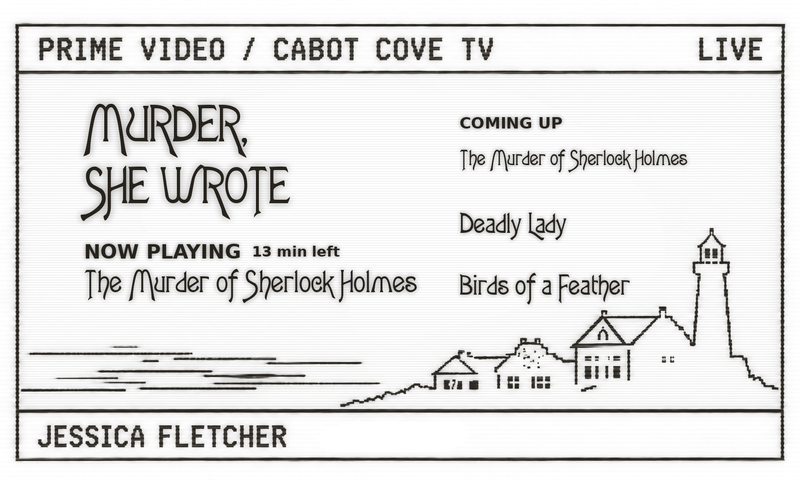 PRIME VIDEO / CABOT COVE TV
LIVE
MURDER,
SHE WROTE
NOW PLAYING 13 min left
The Murder of Sherlock Holmes
COMING UP
The Murder of Sherlock Holmes
Deadly Lady
Birds of a Feather
JESSICA FLETCHER